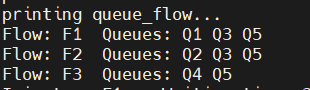 printing queue_flow...
Flow: F1  Queues: Q1 Q3 Q5
Flow: F2  Queues: Q2 Q3 Q5
Flow: F3  Queues: Q4 Q5